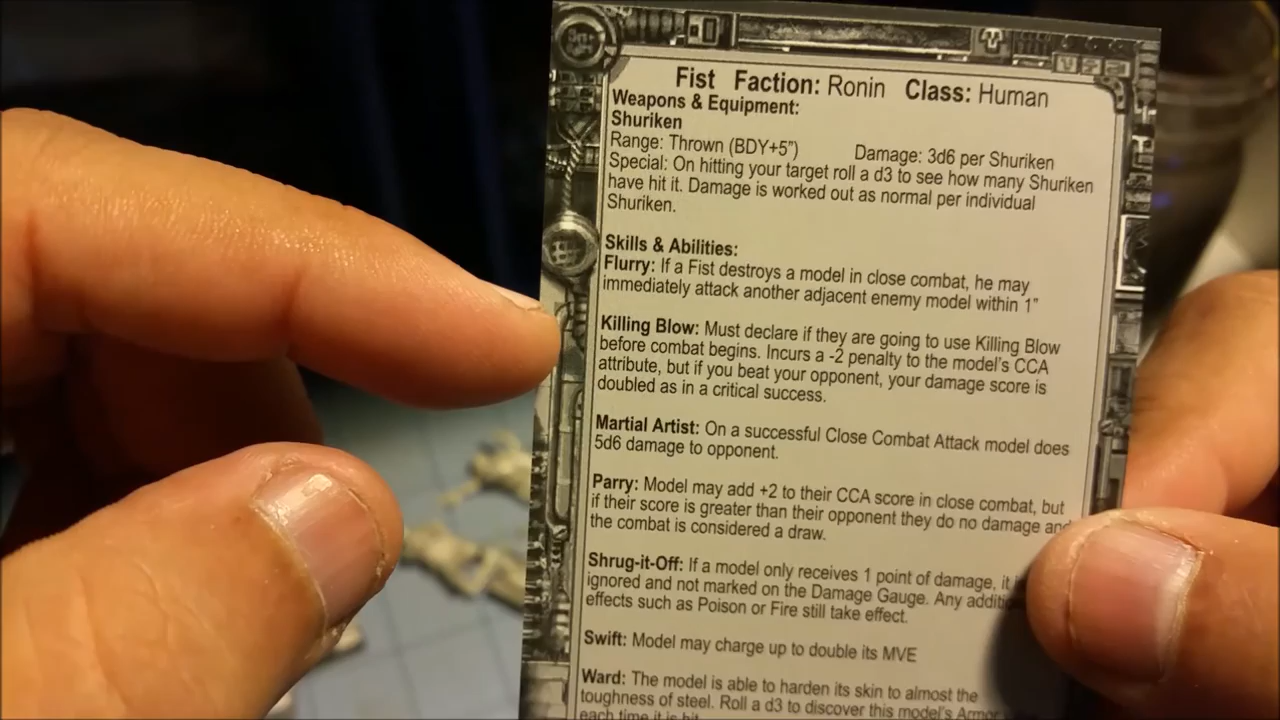 Fist Faction: Ronin Class: Human
Weapons & Equipment:
Shuriken
Range: Thrown (BDY+5") Damage: 3d6 per Shuriken
Special: On hitting your target roll a d3 to see how many Shuriken
have hit it. Damage is worked out as normal per individual
Shuriken.
Skills & Abilities:
Flurry: If a Fist destroys a model in close combat, he may
immediately attack another adjacent enemy model within 1"
Killing Blow: Must declare if they are going to use Killing Blow
before combat begins. Incurs a -2 penalty to the model's CCA
attribute, but if you beat your opponent, your damage score is
doubled as in a critical success.
Martial Artist: On a successful Close Combat Attack model does
5d6 damage to opponent.
Parry: Model may add +2 to their CCA score in close combat, but
if their score is greater than their opponent they do no damage and
the combat is considered a draw.
Shrug-it-Off: If a model only receives 1 point of damage, it
ignored and not marked on the Damage Gauge. Any
effects such as Poison or Fire still take effect.
Swift: Model may charge up to double its MVE
Ward: The model is able to harden its skin to almost the
toughness of steel. Roll a d3 to discover this model's Armor
each time it is hit